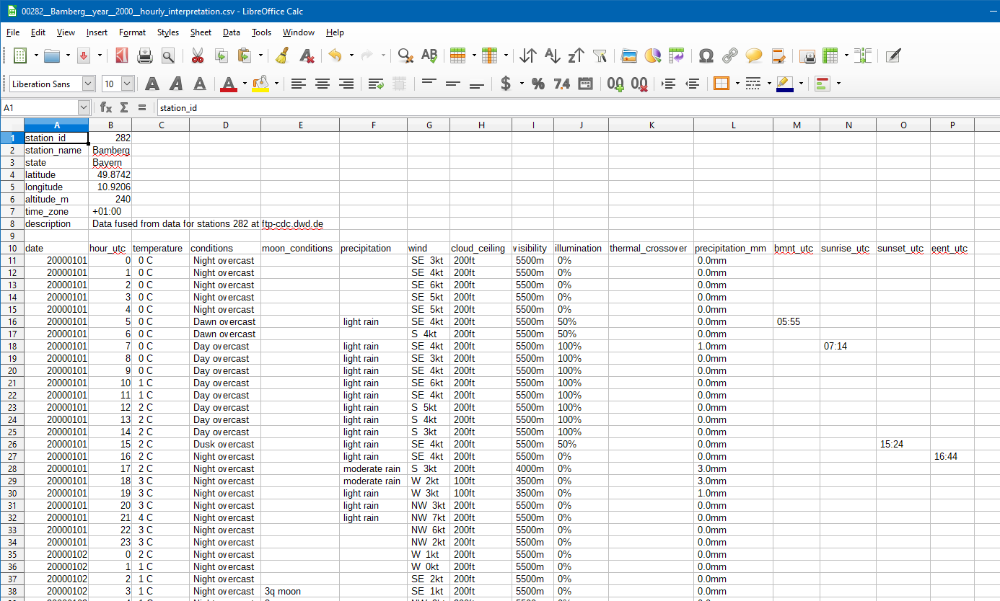 00282__Bamberg__year__2000__hourly_interpretation.csv - LibreOffice Calc
File Edit View Insert Format Styles Sheet Data Tools Window Help
Liberation Sans 10
A1 station_id
A B C D E F G H I J K L M N O P
1 station_id 282
2 station_name Bamberg
3 state Bayern
4 latitude 49.8742
5 longitude 10.9206
6 altitude_m 240
7 time_zone +01:00
8 description Data fused from data for stations 282 at ftp-cdc.dwd.de
9
10 date hour_utc temperature conditions moon_conditions precipitation wind cloud_ceiling visibility illumination thermal_crossover precipitation_mm bmnt_utc sunrise_utc sunset_utc eent_utc
11 20000101 0 0 C Night overcast SE 3kt 200ft 5500m 0% 0.0mm
12 20000101 1 0 C Night overcast SE 4kt 200ft 5500m 0% 0.0mm
13 20000101 2 0 C Night overcast SE 6kt 200ft 5500m 0% 0.0mm
14 20000101 3 0 C Night overcast SE 5kt 200ft 5500m 0% 0.0mm
15 20000101 4 0 C Night overcast SE 5kt 200ft 5500m 0% 0.0mm
16 20000101 5 0 C Dawn overcast light rain SE 4kt 200ft 5500m 50% 0.0mm 05:55
17 20000101 6 0 C Dawn overcast S 4kt 200ft 5500m 50% 0.0mm
18 20000101 7 0 C Day overcast light rain SE 4kt 200ft 5500m 100% 1.0mm 07:14
19 20000101 8 0 C Day overcast light rain SE 3kt 200ft 5500m 100% 0.0mm
20 20000101 9 0 C Day overcast light rain SE 4kt 200ft 5500m 100% 0.0mm
21 20000101 10 1 C Day overcast light rain SE 6kt 200ft 5500m 100% 0.0mm
22 20000101 11 1 C Day overcast light rain SE 4kt 200ft 5500m 100% 0.0mm
23 20000101 12 2 C Day overcast light rain S 5kt 200ft 5500m 100% 0.0mm
24 20000101 13 2 C Day overcast light rain S 4kt 200ft 5500m 100% 0.0mm
25 20000101 14 2 C Day overcast light rain S 3kt 200ft 5500m 100% 0.0mm
26 20000101 15 2 C Dusk overcast light rain SE 4kt 200ft 5500m 50% 0.0mm 15:24
27 20000101 16 2 C Night overcast light rain SE 4kt 200ft 5500m 0% 0.0mm 16:44
28 20000101 17 2 C Night overcast moderate rain S 3kt 200ft 4000m 0% 3.0mm
29 20000101 18 3 C Night overcast moderate rain W 2kt 100ft 3500m 0% 3.0mm
30 20000101 19 3 C Night overcast light rain W 3kt 100ft 3500m 0% 1.0mm
31 20000101 20 3 C Night overcast light rain NW 3kt 200ft 5500m 0% 0.0mm
32 20000101 21 4 C Night overcast light rain NW 7kt 200ft 5500m 0% 0.0mm
33 20000101 22 3 C Night overcast NW 6kt 200ft 5500m 0% 0.0mm
34 20000101 23 3 C Night overcast NW 2kt 200ft 5500m 0% 0.0mm
35 20000102 0 2 C Night overcast W 1kt 200ft 5500m 0% 0.0mm
36 20000102 1 1 C Night overcast W 0kt 200ft 5500m 0% 0.0mm
37 20000102 2 1 C Night overcast SE 2kt 200ft 5500m 0% 0.0mm
38 20000102 3 1 C Night overcast 3q moon SE 1kt 200ft 5500m 0% 0.0mm